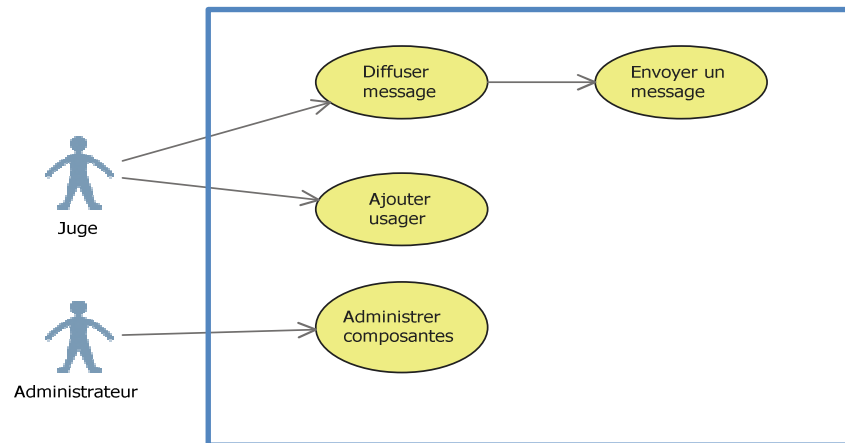 Diffuser
message
Envoyer un
message
Ajouter
usager
Juge
Administrer
composantes
Administrateur